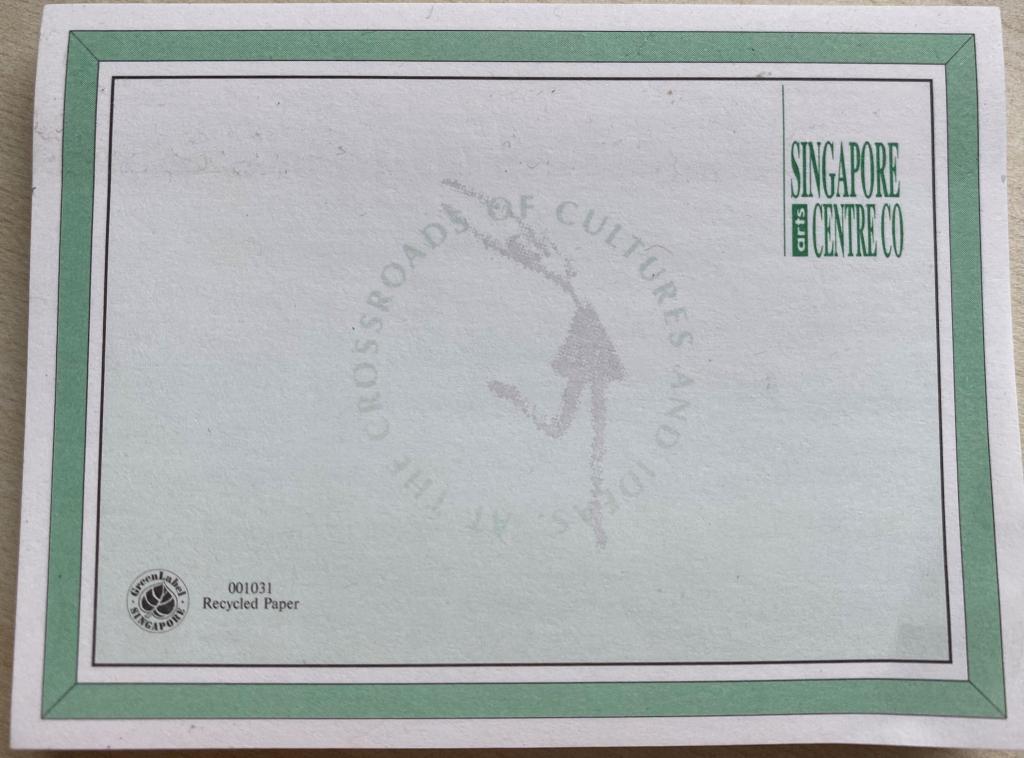 SINGAPORE
arts CENTRE CO
AT THE CROSSROADS OF CULTURES AND IDEAS.
GreenLabel
SINGAPORE
001031
Recycled Paper